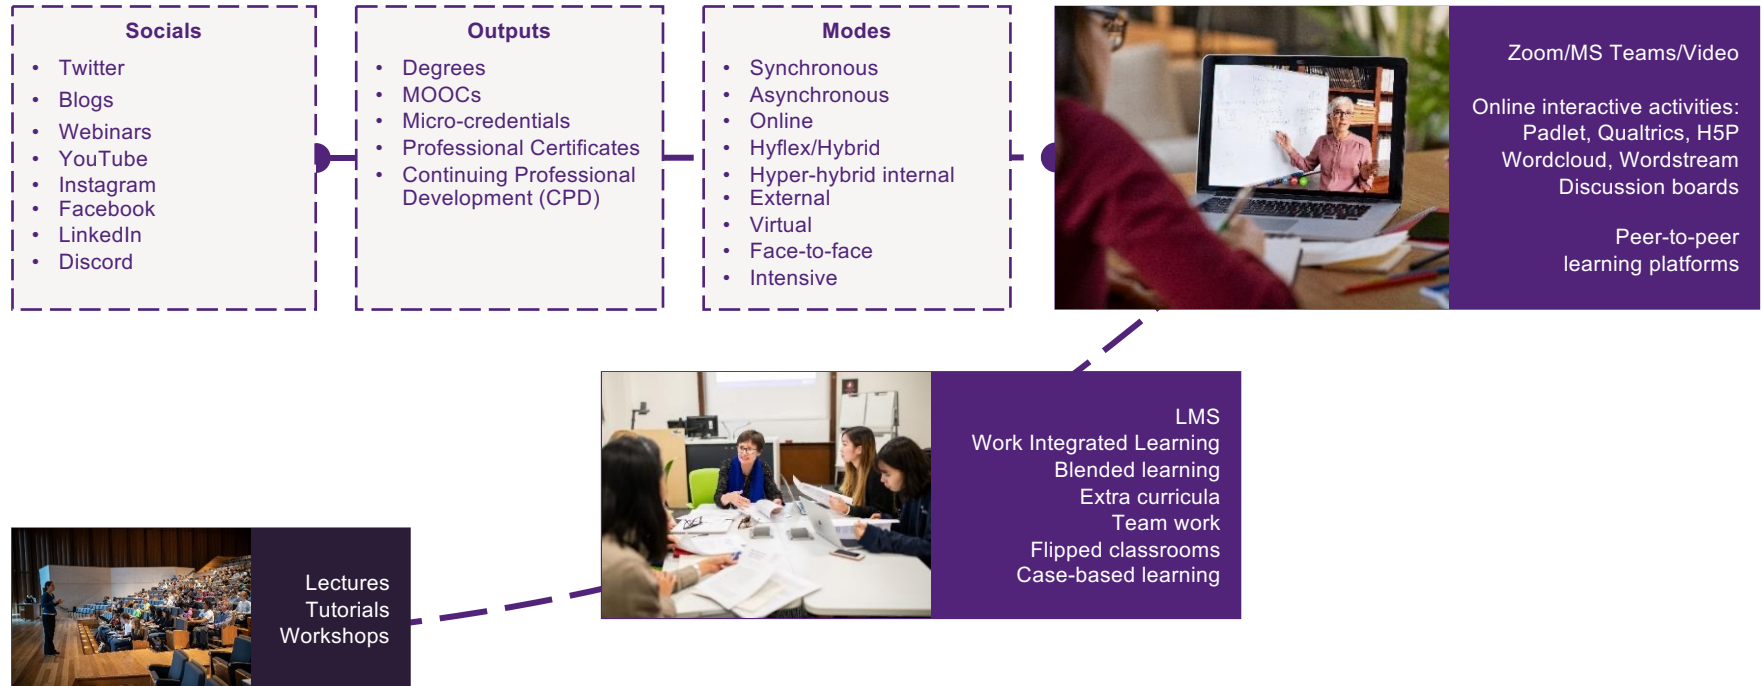 Socials
• Twitter
• Blogs
• Webinars
• YouTube
• Instagram
• Facebook
• LinkedIn
• Discord
Outputs
• Degrees
• MOOCs
• Micro-credentials
• Professional Certificates
• Continuing Professional
Development (CPD)
Modes
• Synchronous
• Asynchronous
• Online
• Hyflex/Hybrid
• Hyper-hybrid internal
• External
• Virtual
• Face-to-face
• Intensive
Zoom/MS Teams/Video
Online interactive activities:
Padlet, Qualtrics, H5P
Wordcloud, Wordstream
Discussion boards
Peer-to-peer
learning platforms
LMS
Work Integrated Learning
Blended learning
Extra curricula
Team work
Flipped classrooms
Case-based learning
Lectures
Tutorials
Workshops